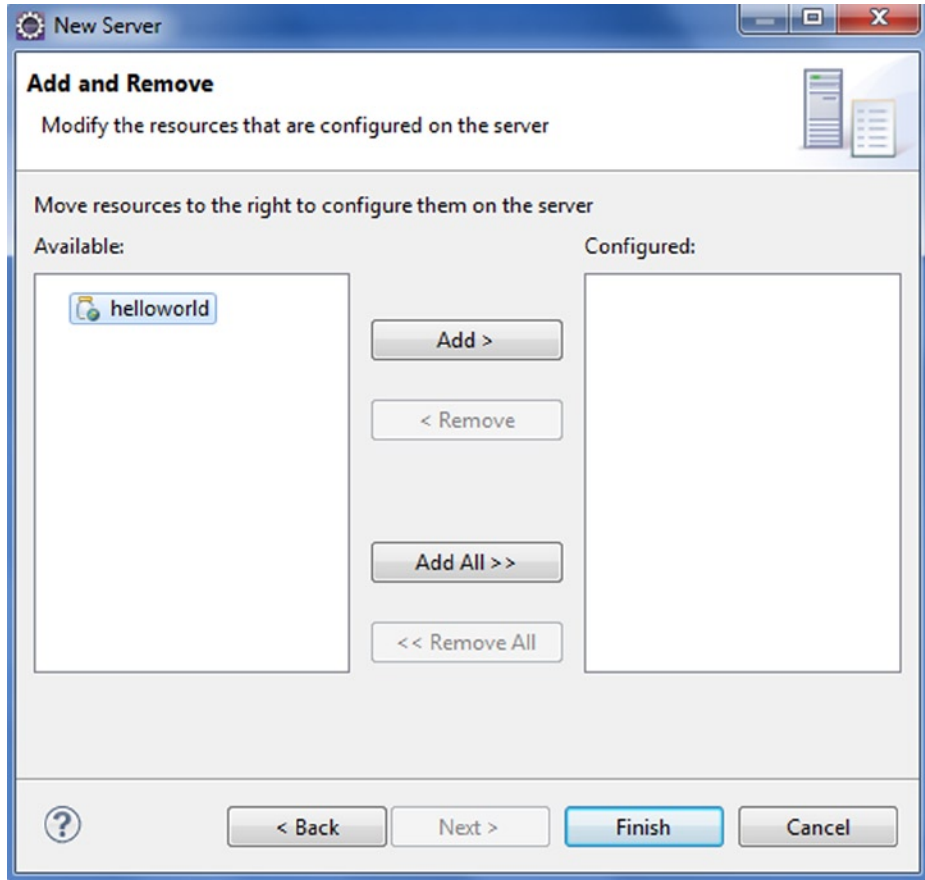 New Server
Add and Remove
Modify the resources that are configured on the server
Move resources to the right to configure them on the server
Available:
Configured:
helloworld
Add >
< Remove
Add All >>
<< Remove All
?
< Back
Next >
Finish
Cancel